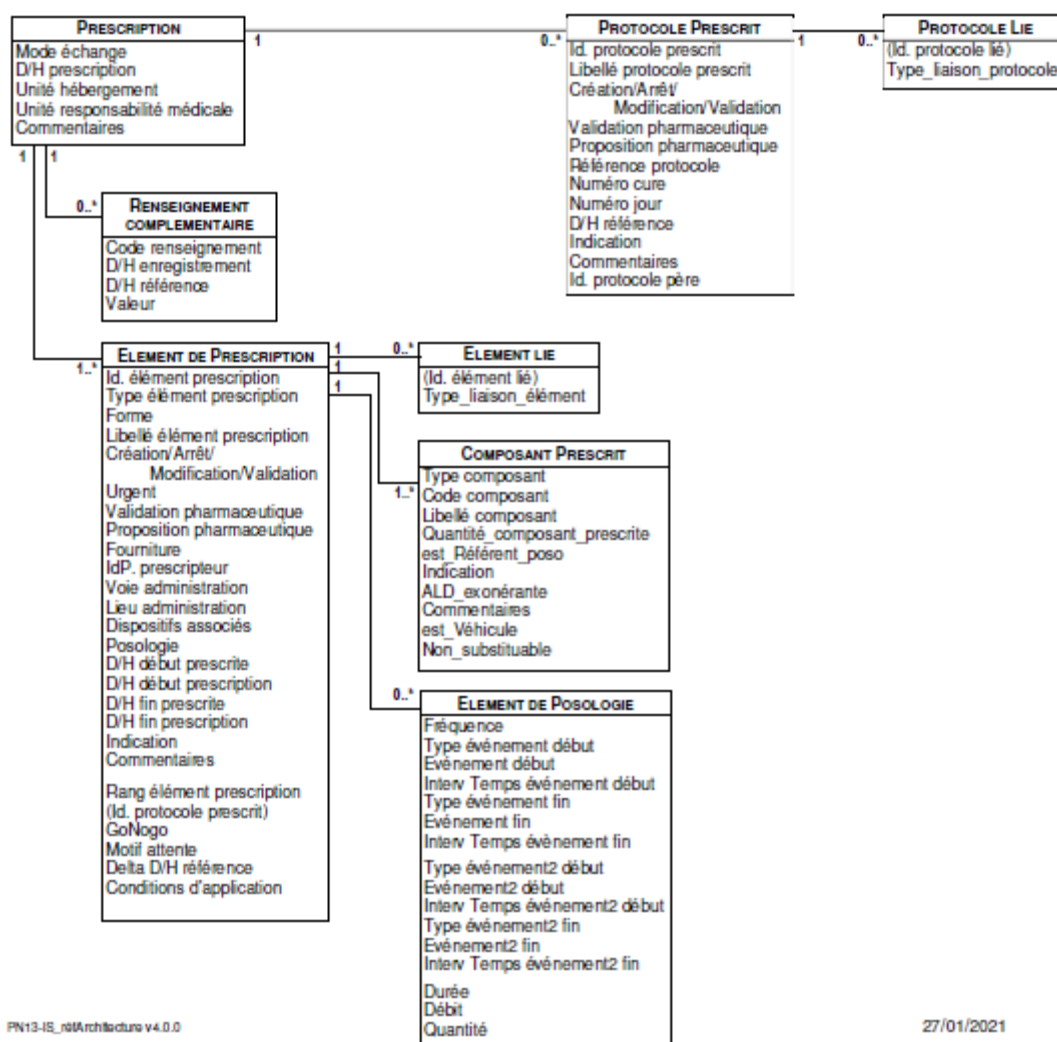 PRESCRIPTION
Mode échange
D/H prescription
Unité hébergement
Unité responsabilité médicale
Commentaires
1
0..*
PROTOCOLE PRESCRIT
Id. protocole prescrit
Libellé protocole prescrit
Création/Arrêt/
Modification/Validation
Validation pharmaceutique
Proposition pharmaceutique
Référence protocole
Numéro cure
Numéro jour
D/H référence
Indication
Commentaires
Id. protocole père
1
0..*
PROTOCOLE LIE
(Id. protocole lié)
Type_liaison_protocole
1
1
0..*
RENSEIGNEMENT
COMPLEMENTAIRE
Code renseignement
D/H enregistrement
D/H référence
Valeur
1..*
ELEMENT DE PRESCRIPTION
Id. élément prescription
Type élément prescription
Forme
Libellé élément prescription
Création/Arrêt/
Modification/Validation
Urgent
Validation pharmaceutique
Proposition pharmaceutique
Fourniture
IdP. prescripteur
Voie administration
Lieu administration
Dispositifs associés
Posologie
D/H début prescrite
D/H début prescription
D/H fin prescrite
D/H fin prescription
Indication
Commentaires
Rang élément prescription
(Id. protocole prescrit)
GoNogo
Motif attente
Delta D/H référence
Conditions d'application
1
1
1
0..*
ELEMENT LIE
(Id. élément lié)
Type_liaison_élément
1..*
COMPOSANT PRESCRIT
Type composant
Code composant
Libellé composant
Quantité_composant_prescrite
est_Référent_poso
Indication
ALD_exonérante
Commentaires
est_Véhicule
Non_substituable
0..*
ELEMENT DE POSOLOGIE
Fréquence
Type événement début
Evénement début
Interv Temps événement début
Type événement fin
Evénement fin
Interv Temps évènement fin
Type événement2 début
Evénement2 début
Interv Temps événement2 début
Type événement2 fin
Evénement2 fin
Interv Temps événement2 fin
Durée
Débit
Quantité
PN13-IS_réfArchitecture v4.0.0
27/01/2021